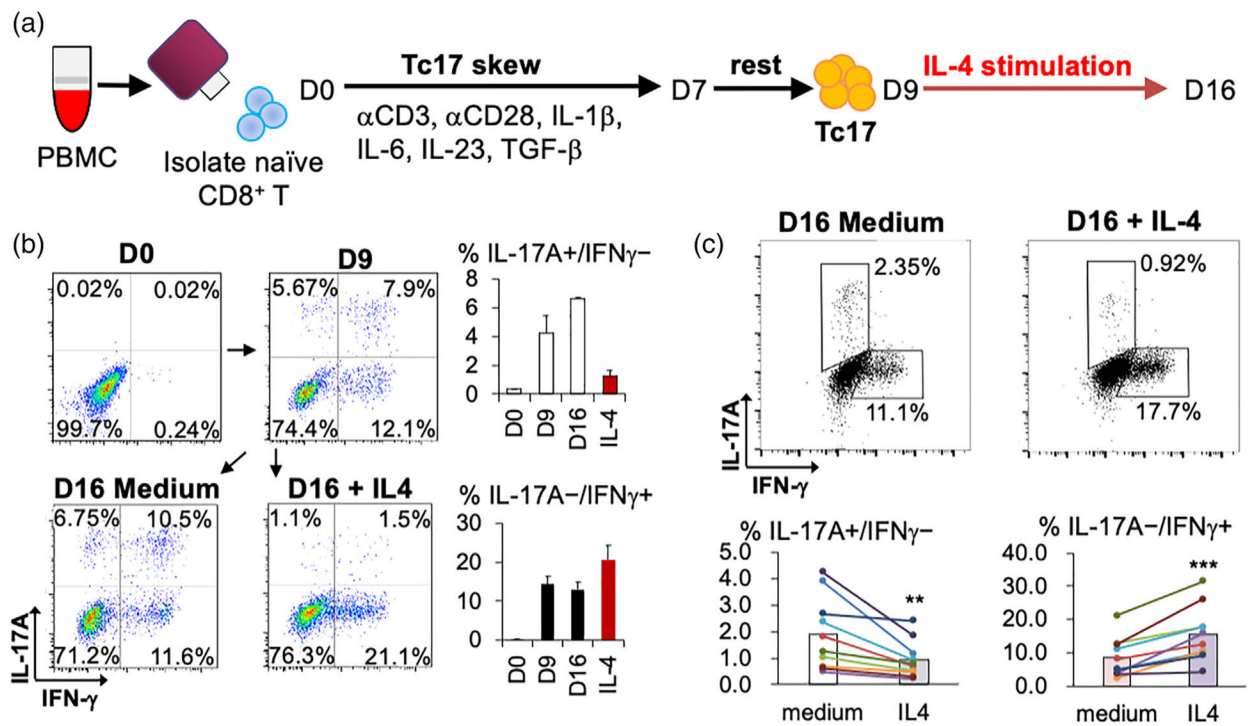 (a)
PBMC
Isolate naïve
CD8⁺ T
D0
Tc17 skew
αCD3, αCD28, IL-1β,
IL-6, IL-23, TGF-β
D7
rest
Tc17
D9
IL-4 stimulation
D16
(b)
D0
0.02% 0.02%
99.7% 0.24%
D9
5.67% 7.9%
74.4% 12.1%
% IL-17A+/IFNγ−
8
6
4
2
0
D0 D9 D16 IL-4
D16 Medium
6.75% 10.5%
71.2% 11.6%
IL-17A
IFN-γ
D16 + IL4
1.1% 1.5%
76.3% 21.1%
% IL-17A−/IFNγ+
30
20
10
0
D0 D9 D16 IL-4
(c)
D16 Medium
2.35%
11.1%
IL-17A
IFN-γ
D16 + IL-4
0.92%
17.7%
% IL-17A+/IFNγ−
5.0
4.0
3.0
2.0
1.0
0.0
**
medium IL4
% IL-17A−/IFNγ+
40.0
30.0
20.0
10.0
0.0
***
medium IL4